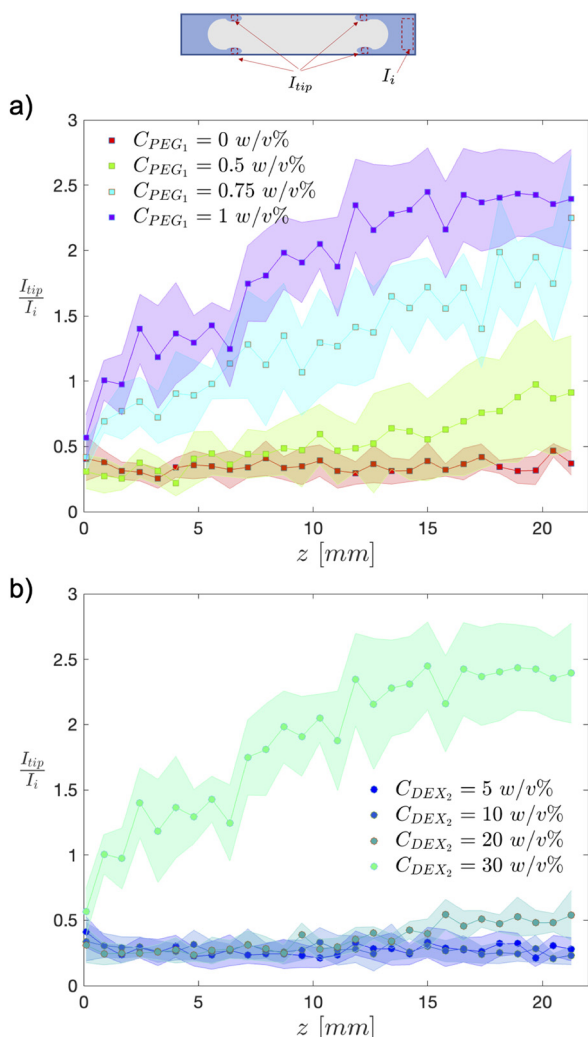 I_tip I_i
a)
3
2.5
2
1.5
1
0.5
0
I_tip/I_i
C_PEG₁ = 0 w/v%
C_PEG₁ = 0.5 w/v%
C_PEG₁ = 0.75 w/v%
C_PEG₁ = 1 w/v%
0 5 10 15 20
z [mm]
b)
3
2.5
2
1.5
1
0.5
0
I_tip/I_i
C_DEX₂ = 5 w/v%
C_DEX₂ = 10 w/v%
C_DEX₂ = 20 w/v%
C_DEX₂ = 30 w/v%
0 5 10 15 20
z [mm]